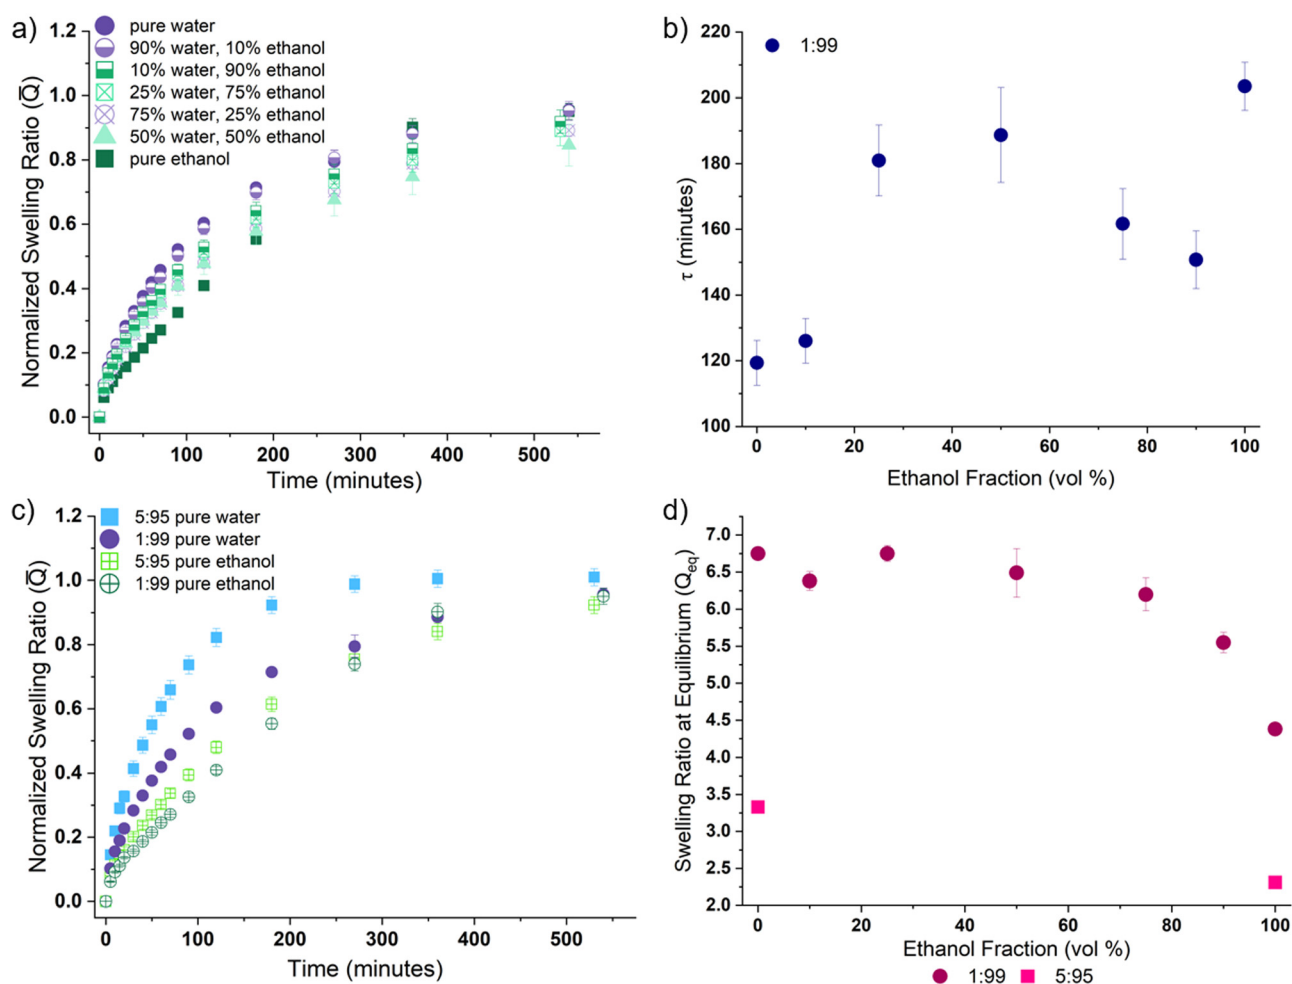 a)
pure water
90% water, 10% ethanol
10% water, 90% ethanol
25% water, 75% ethanol
75% water, 25% ethanol
50% water, 50% ethanol
pure ethanol
Normalized Swelling Ratio (Q̅)
1.2
1.0
0.8
0.6
0.4
0.2
0.0
0 100 200 300 400 500
Time (minutes)
b)
1:99
τ (minutes)
220
200
180
160
140
120
100
0 20 40 60 80 100
Ethanol Fraction (vol %)
c)
5:95 pure water
1:99 pure water
5:95 pure ethanol
1:99 pure ethanol
Normalized Swelling Ratio (Q̅)
1.2
1.0
0.8
0.6
0.4
0.2
0.0
0 100 200 300 400 500
Time (minutes)
d)
Swelling Ratio at Equilibrium (Qeq)
7.0
6.5
6.0
5.5
5.0
4.5
4.0
3.5
3.0
2.5
2.0
0 20 40 60 80 100
Ethanol Fraction (vol %)
1:99 5:95